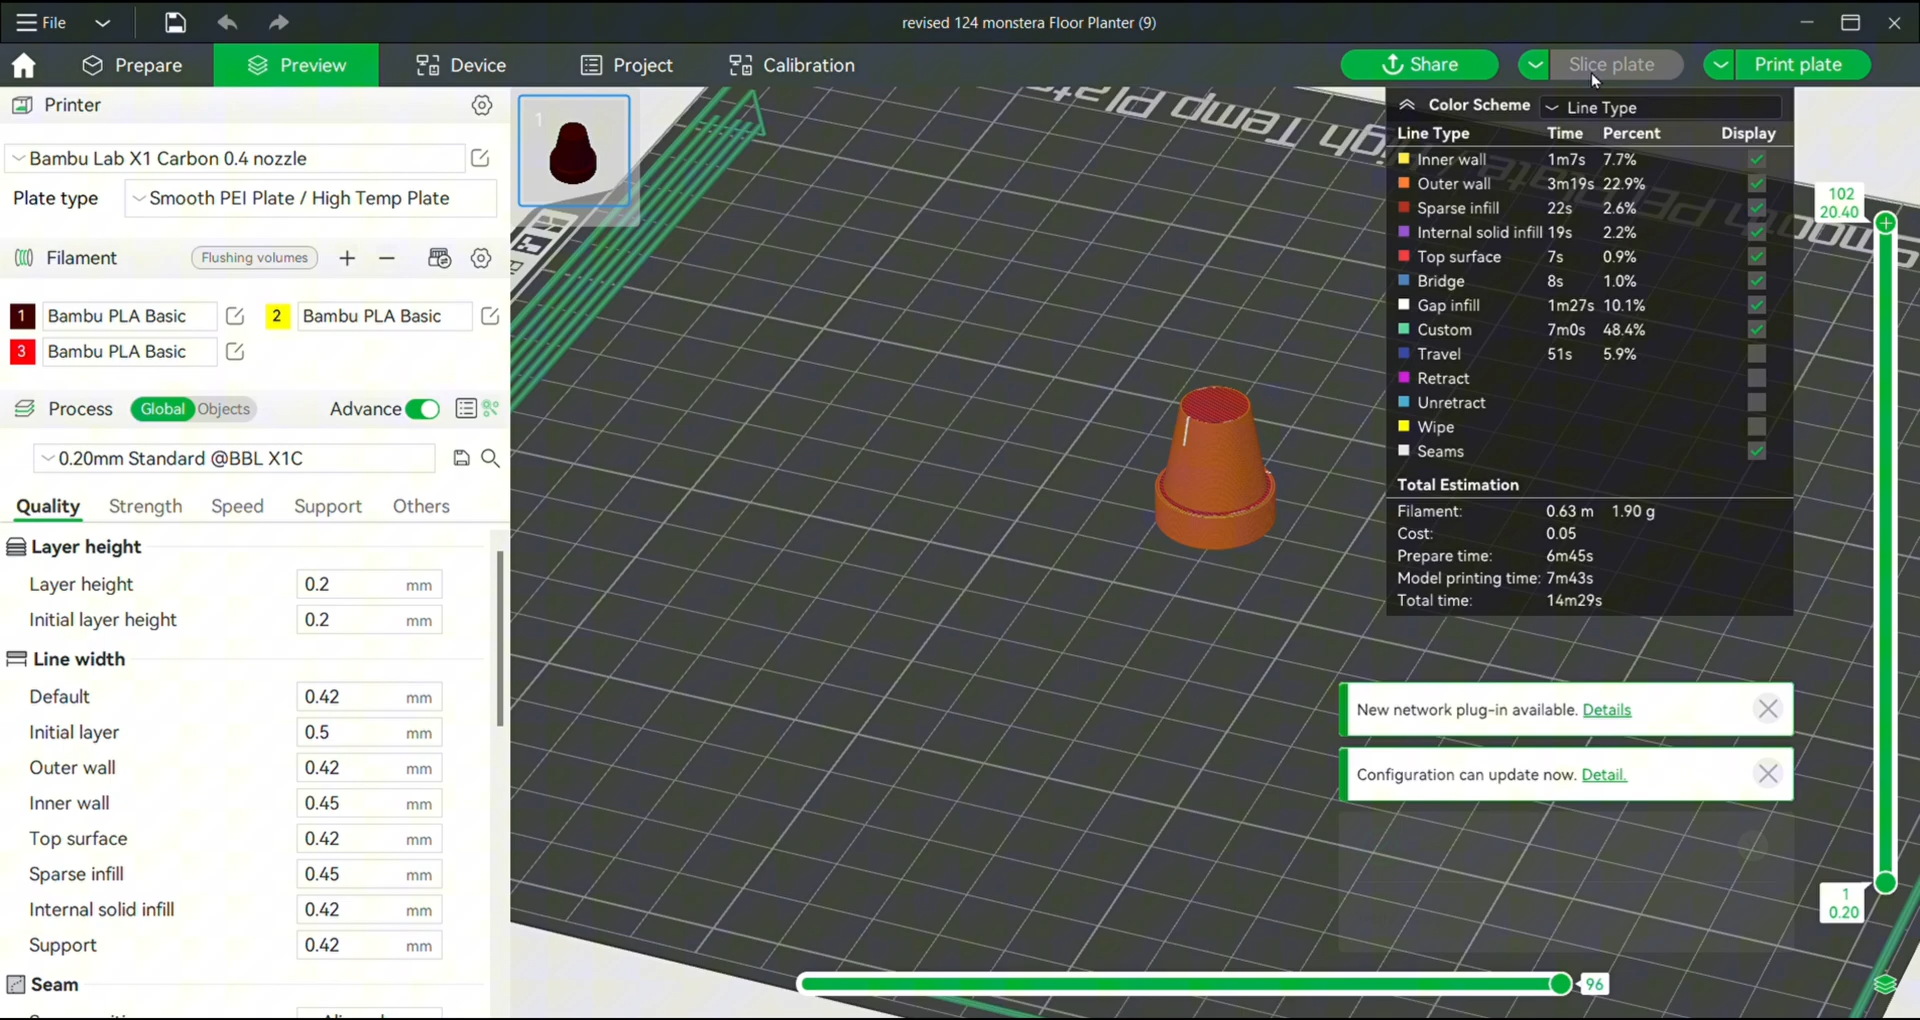 File
revised 124 monstera Floor Planter (9)
Prepare
Preview
Device
Project
Calibration
Share
Slice plate
Print plate
Printer
Bambu Lab X1 Carbon 0.4 nozzle
Plate type
Smooth PEI Plate / High Temp Plate
Filament
Flushing volumes
1 Bambu PLA Basic
2 Bambu PLA Basic
3 Bambu PLA Basic
Process
Global
Objects
Advance
0.20mm Standard @BBL X1C
Quality
Strength
Speed
Support
Others
Layer height
Layer height 0.2 mm
Initial layer height 0.2 mm
Line width
Default 0.42 mm
Initial layer 0.5 mm
Outer wall 0.42 mm
Inner wall 0.45 mm
Top surface 0.42 mm
Sparse infill 0.45 mm
Internal solid infill 0.42 mm
Support 0.42 mm
Seam
1
Color Scheme Line Type
Line Type Time Percent Display
Inner wall 1m7s 7.7%
Outer wall 3m19s 22.9%
Sparse infill 22s 2.6%
Internal solid infill 19s 2.2%
Top surface 7s 0.9%
Bridge 8s 1.0%
Gap infill 1m27s 10.1%
Custom 7m0s 48.4%
Travel 51s 5.9%
Retract
Unretract
Wipe
Seams
Total Estimation
Filament: 0.63 m 1.90 g
Cost: 0.05
Prepare time: 6m45s
Model printing time: 7m43s
Total time: 14m29s
102
20.40
New network plug-in available. Details
Configuration can update now. Detail.
1
0.20
96